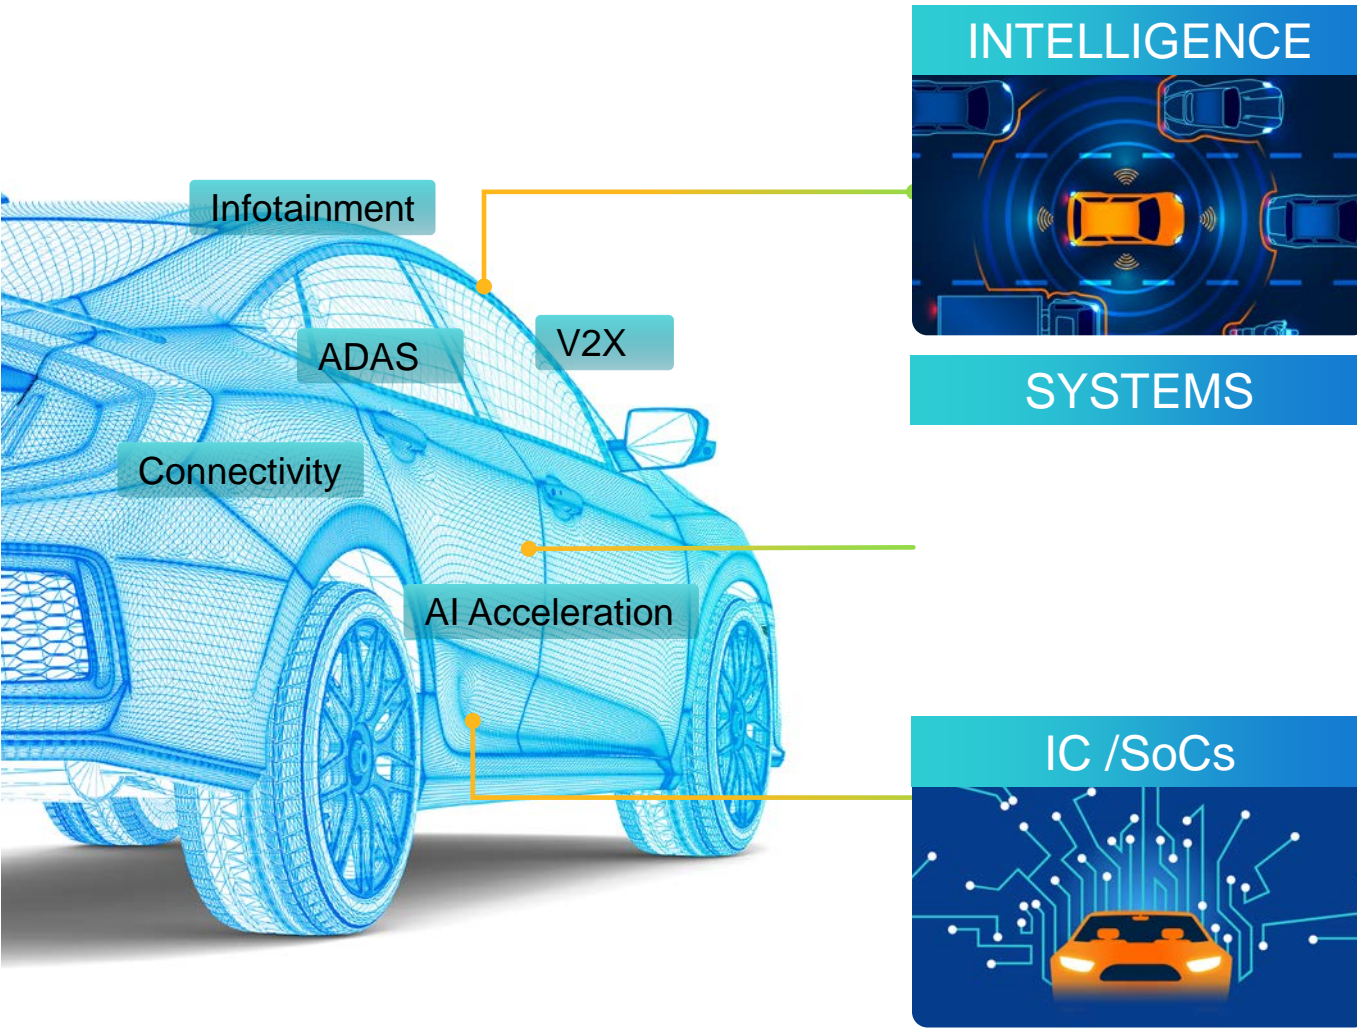 INTELLIGENCE
Infotainment
V2X
ADAS
SYSTEMS
Connectivity
AI Acceleration
IC /SoCs